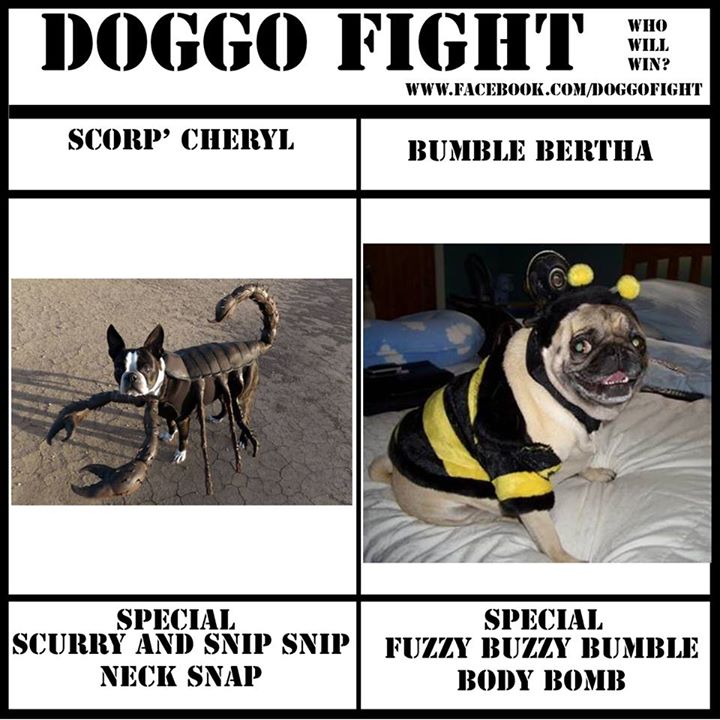 DOGGO FIGHT
WHO
WILL
WIN?
WWW.FACEBOOK.COM/DOGGOFIGHT
SCORP' CHERYL
BUMBLE BERTHA
SPECIAL
SCURRY AND SNIP SNIP
NECK SNAP
SPECIAL
FUZZY BUZZY BUMBLE
BODY BOMB